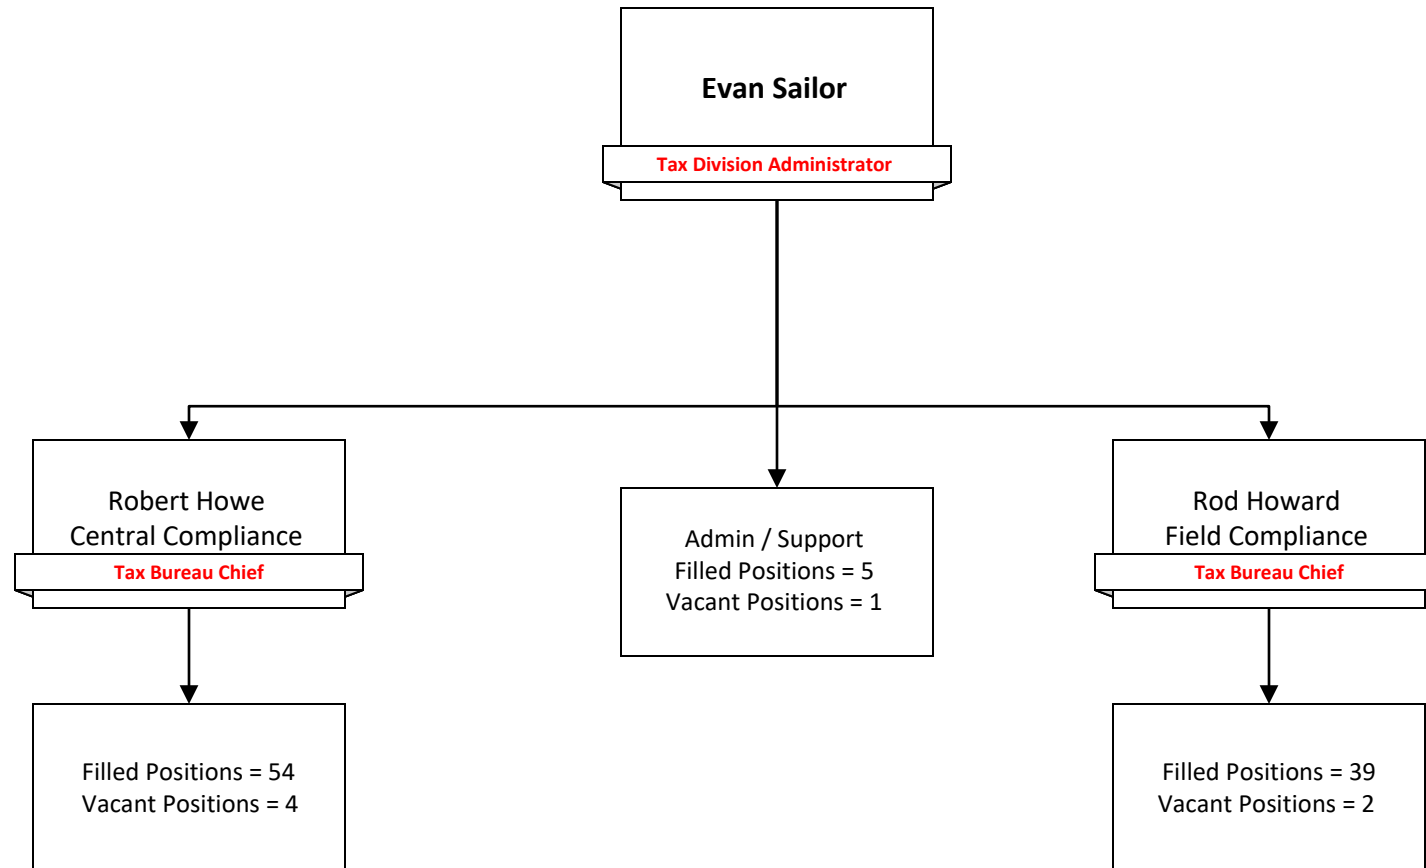 Evan Sailor
Tax Division Administrator
Robert Howe
Central Compliance
Tax Bureau Chief
Admin / Support
Filled Positions = 5
Vacant Positions = 1
Rod Howard
Field Compliance
Tax Bureau Chief
Filled Positions = 54
Vacant Positions = 4
Filled Positions = 39
Vacant Positions = 2